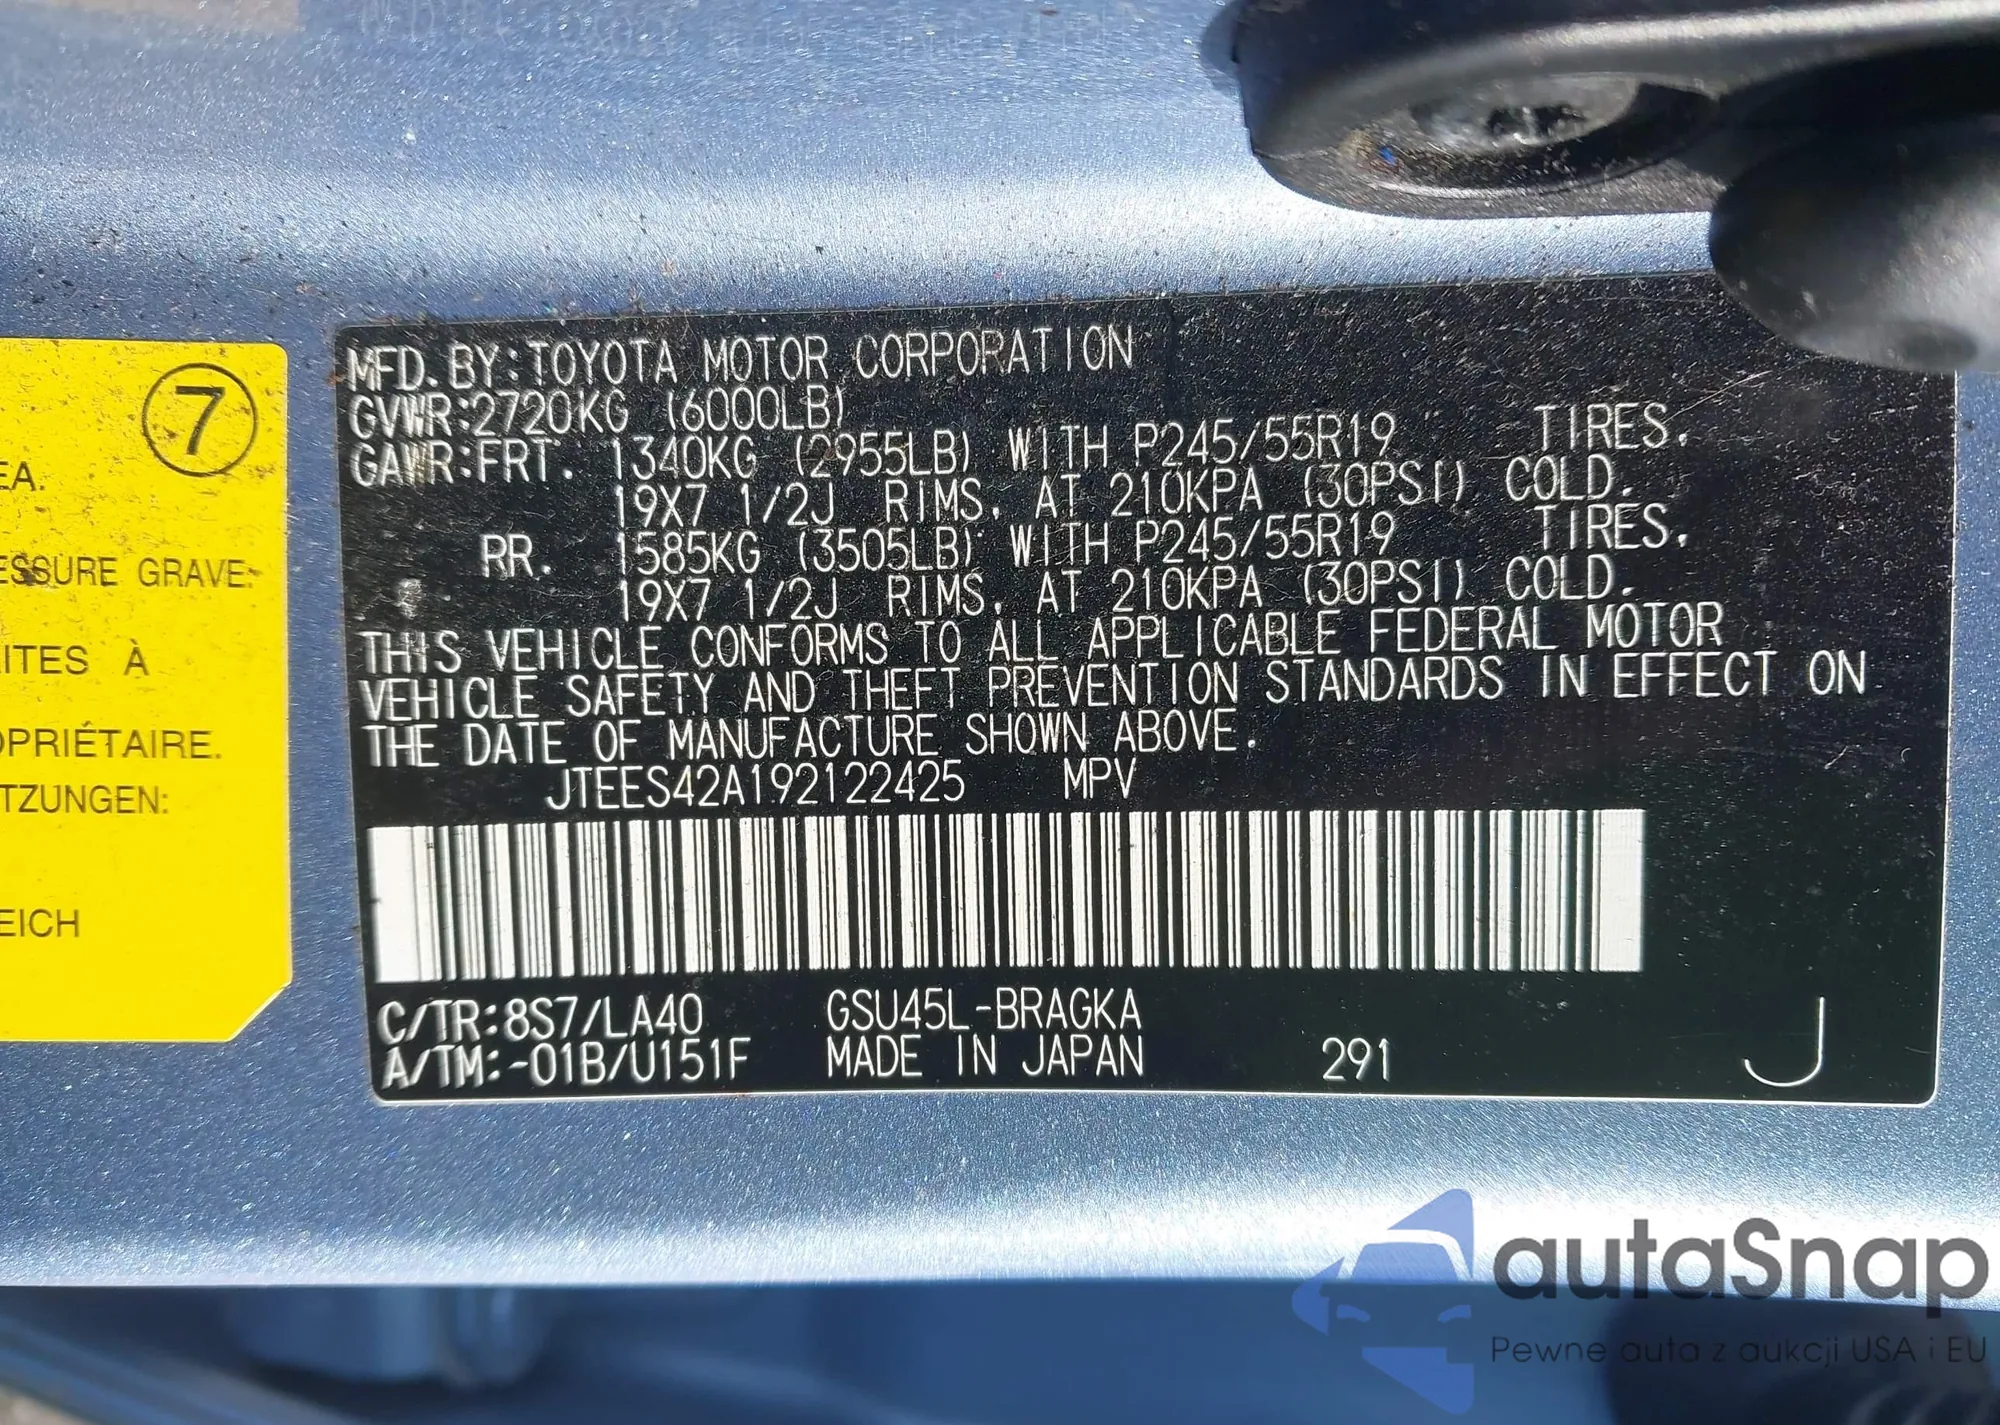 7
EA.
ESSURE GRAVE:
ITES À
OPRIÉTAIRE.
TZUNGEN:
EICH
MFD. BY: TOYOTA MOTOR CORPORATION
GVWR: 2720KG (6000LB)
GAWR: FRT. 1340KG (2955LB) WITH P245/55R19 TIRES.
19X7 1/2J RIMS, AT 210KPA (30PSI) COLD.
RR. 1585KG (3505LB) WITH P245/55R19 TIRES.
19X7 1/2J RIMS, AT 210KPA (30PSI) COLD.
THIS VEHICLE CONFORMS TO ALL APPLICABLE FEDERAL MOTOR
VEHICLE SAFETY AND THEFT PREVENTION STANDARDS IN EFFECT ON
THE DATE OF MANUFACTURE SHOWN ABOVE.
JTEES42A192122425 MPV
C/TR: 8S7/LA40 GSU45L-BRAGKA
A/TM: -01B/U151F MADE IN JAPAN 291 J
autaSnap
Pewne auta z aukcji USA i EU